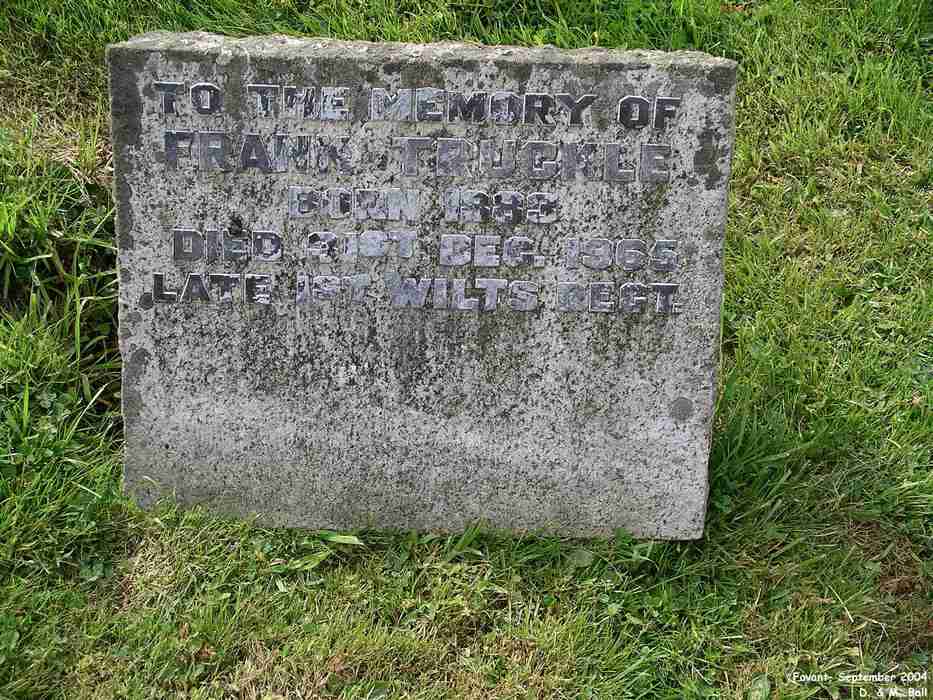 TO THE MEMORY OF
FRANK TRUCKLE
BORN 1888
DIED 31ST DEC. 1965
LATE 1ST WILTS REGT.
Fovant- September 2004
D. & M. Ball